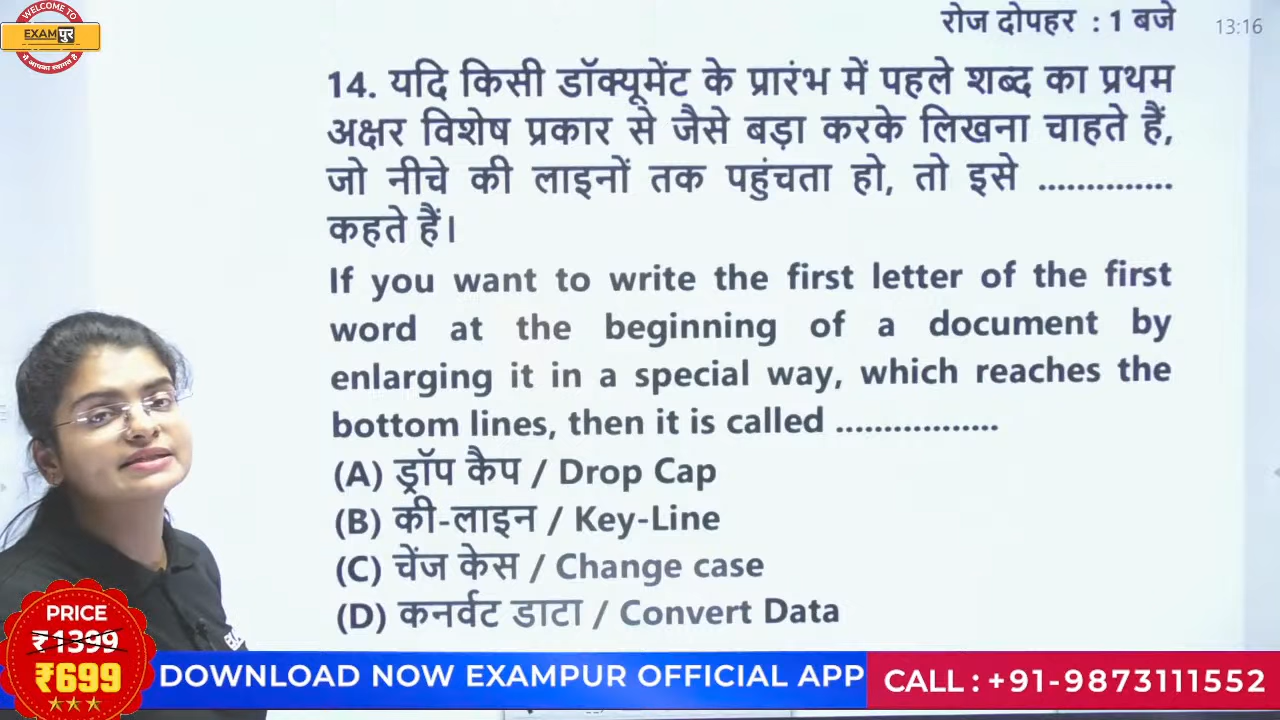 WELCOME TO
EXAMपुर
में आपका स्वागत है
रोज दोपहर : 1 बजे
13:16
14. यदि किसी डॉक्यूमेंट के प्रारंभ में पहले शब्द का प्रथम
अक्षर विशेष प्रकार से जैसे बड़ा करके लिखना चाहते हैं,
जो नीचे की लाइनों तक पहुंचता हो, तो इसे ..............
कहते हैं।
If you want to write the first letter of the first
word at the beginning of a document by
enlarging it in a special way, which reaches the
bottom lines, then it is called .................
(A) ड्रॉप कैप / Drop Cap
(B) की-लाइन / Key-Line
(C) चेंज केस / Change case
(D) कनर्वट डाटा / Convert Data
PRICE
₹1399
₹699
DOWNLOAD NOW EXAMPUR OFFICIAL APP
CALL : +91-9873111552